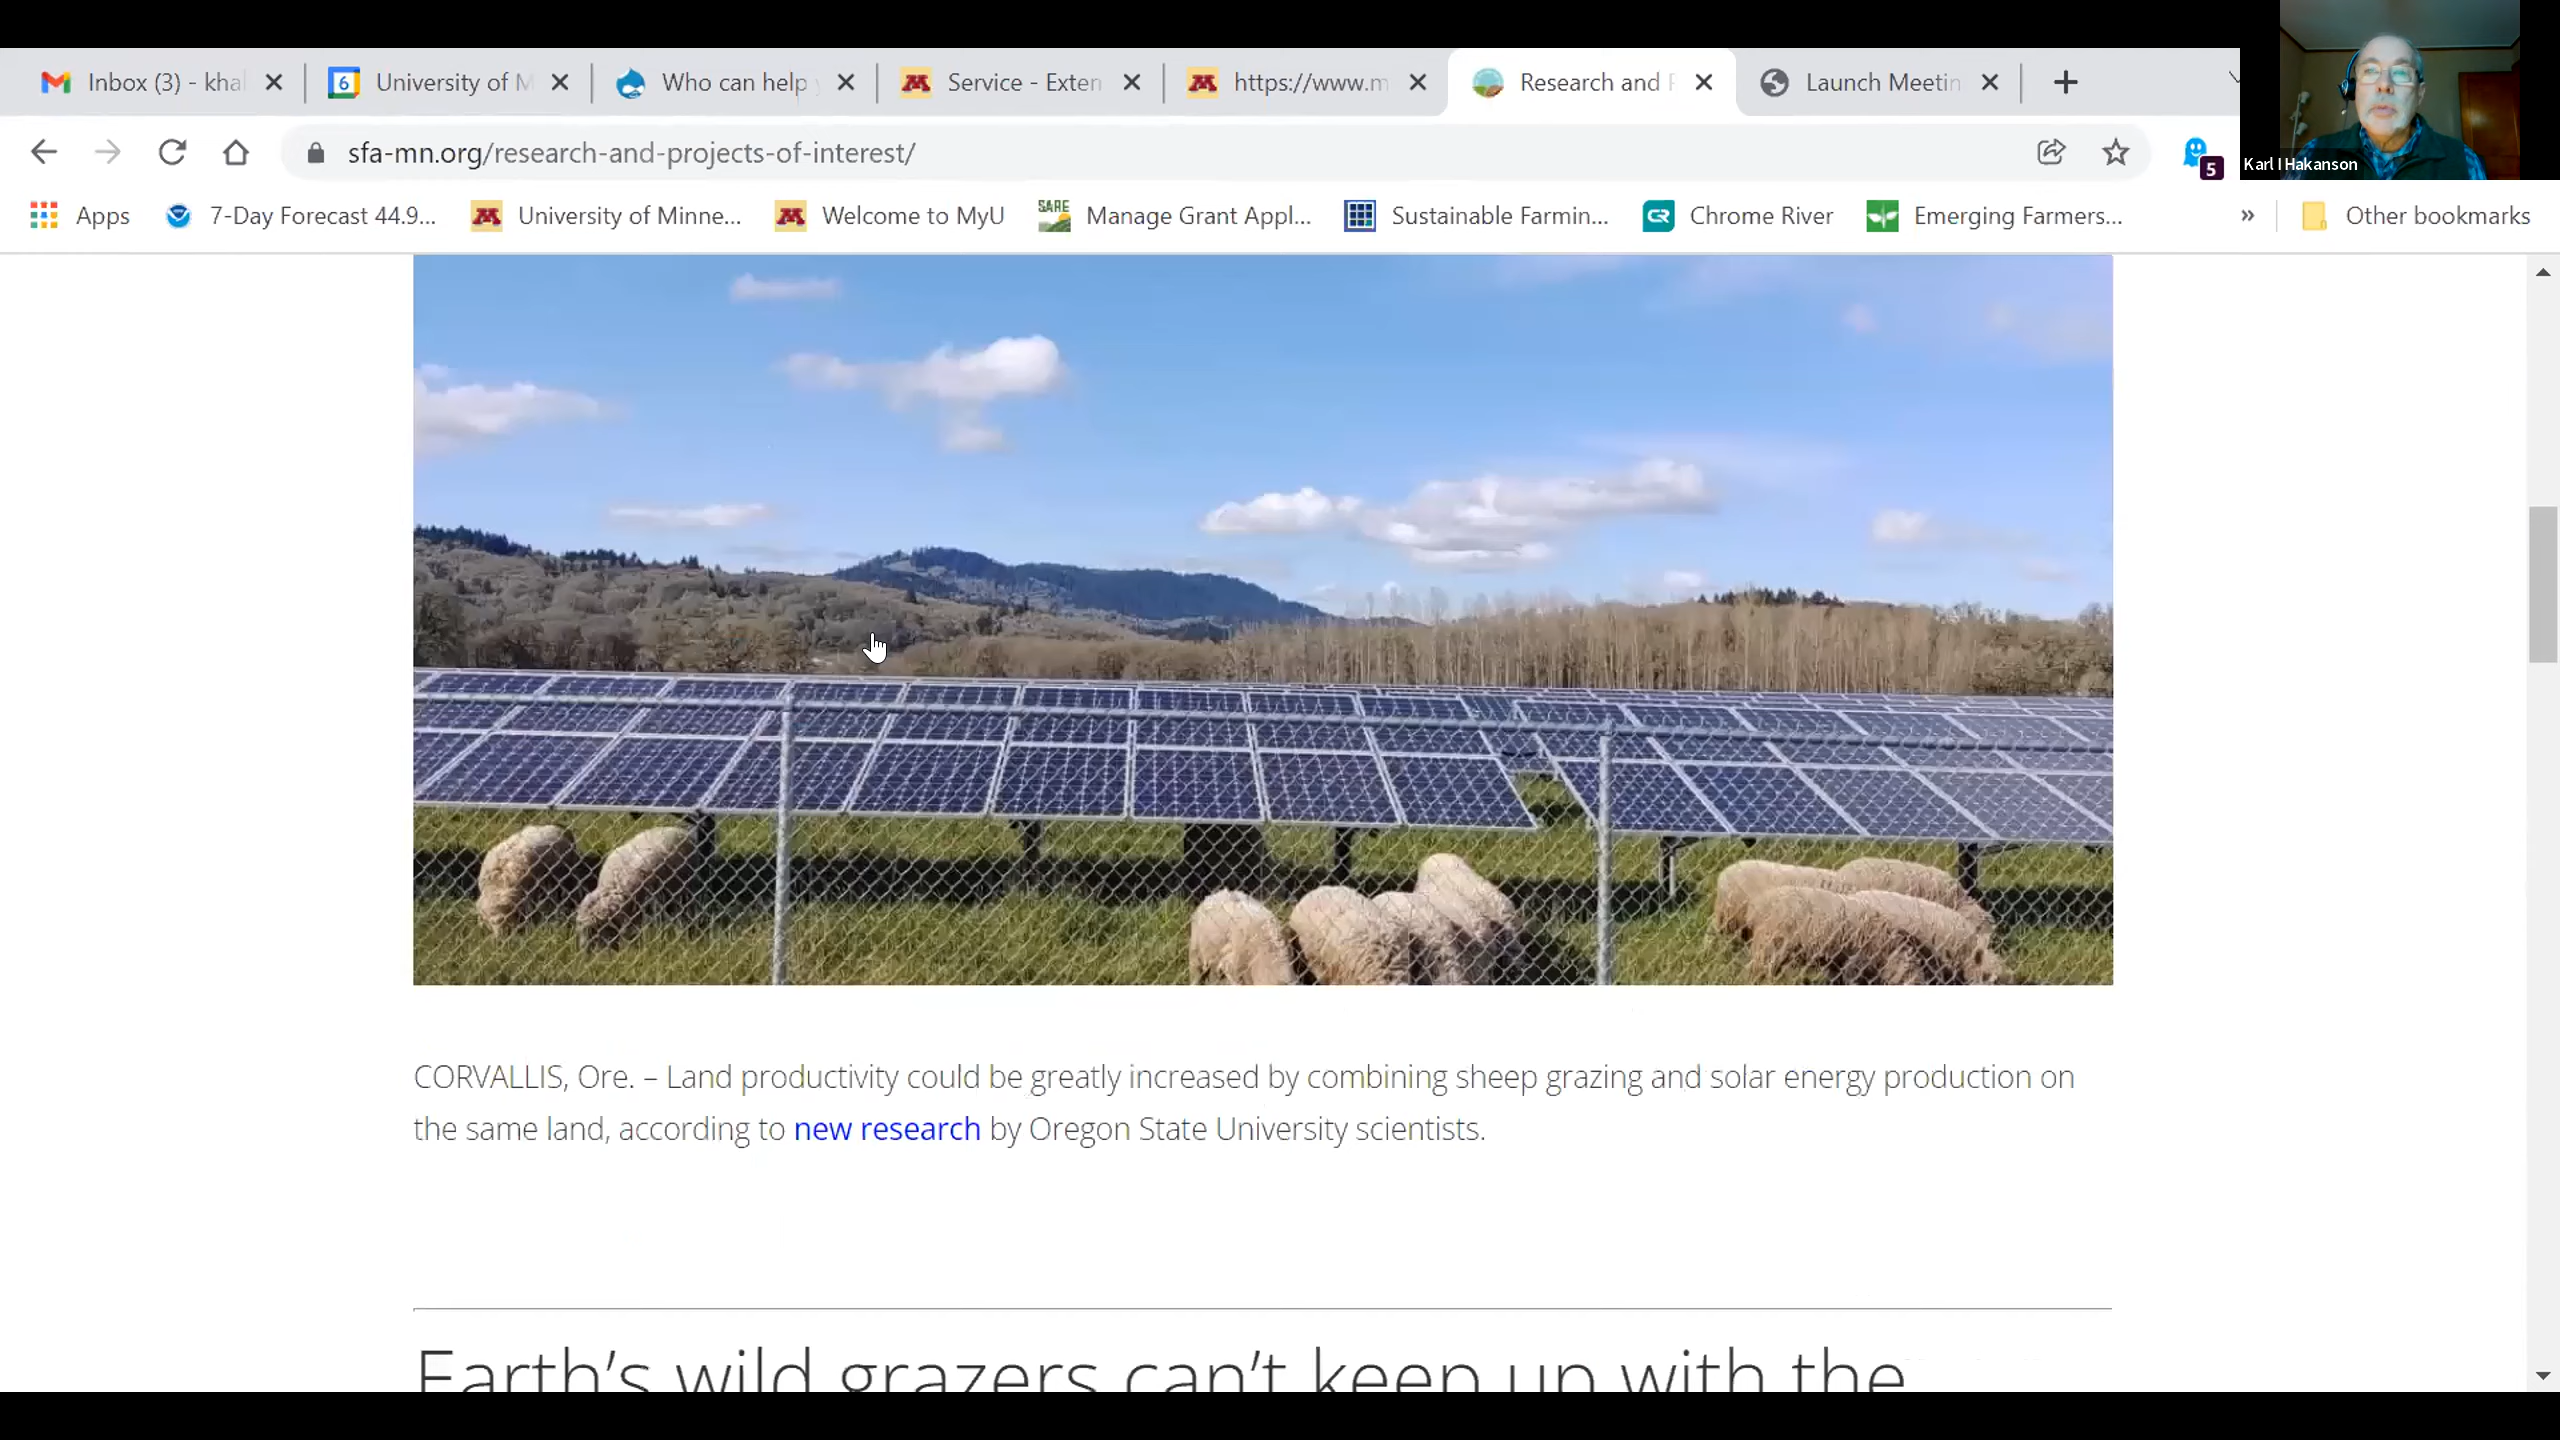 Inbox (3) - kha
University of M
Who can help y
Service - Exten
https://www.m
Research and P
Launch Meetin
sfa-mn.org/research-and-projects-of-interest/
5
Karl I Hakanson
Apps
6
7-Day Forecast 44.9...
University of Minne...
Welcome to MyU
SARE
Manage Grant Appl...
Sustainable Farmin...
CR
Chrome River
Emerging Farmers...
»
Other bookmarks
CORVALLIS, Ore. – Land productivity could be greatly increased by combining sheep grazing and solar energy production on
the same land, according to new research by Oregon State University scientists.
Earth's wild grazers can't keep up with the